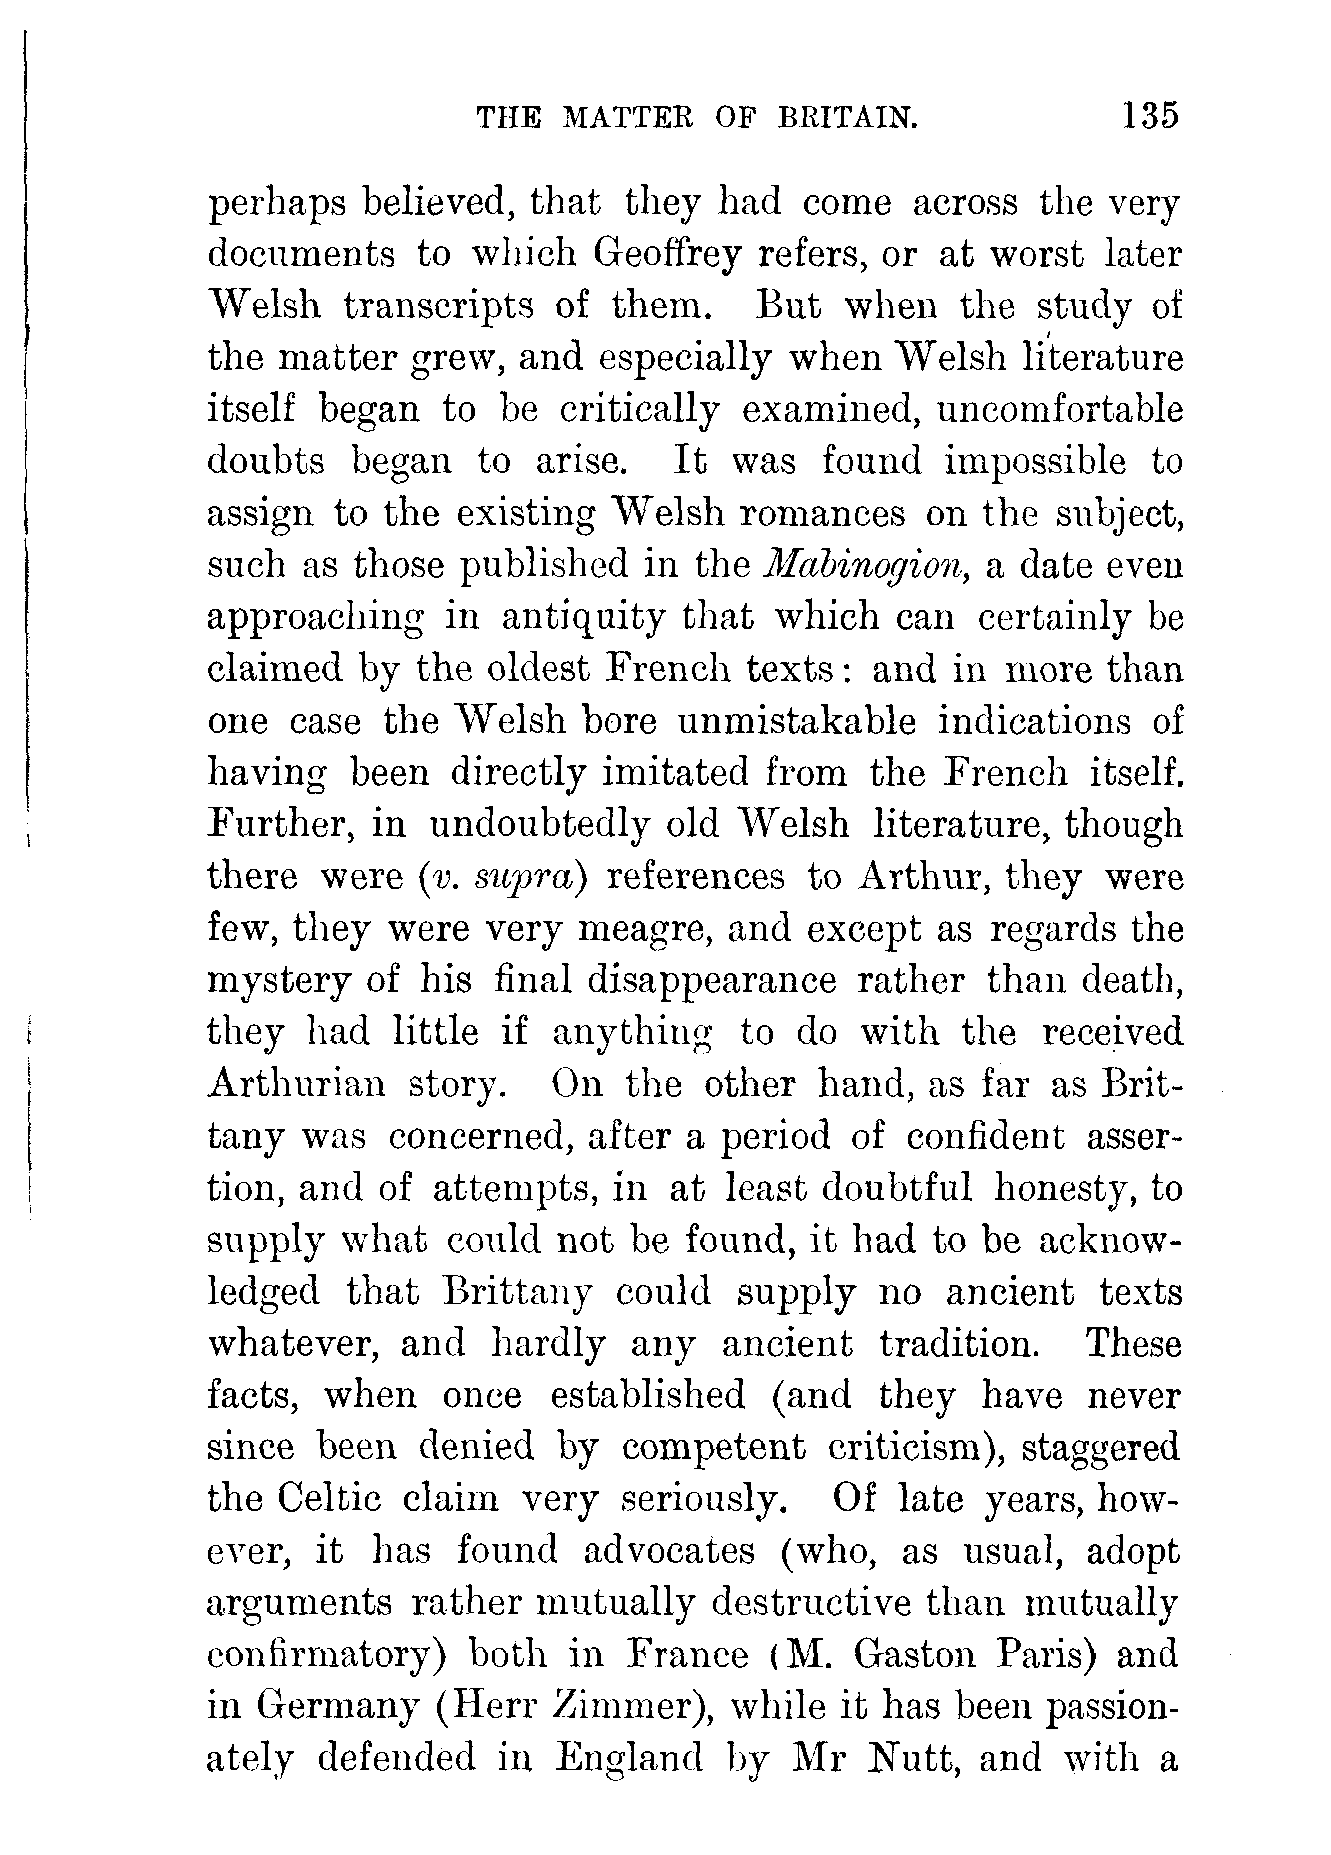 THE MATTER OF BRITAIN. 135
perhaps believed, that they had come across the very
documents to which Geoffrey refers, or at worst later
Welsh transcripts of them. But when the study of
the matter grew, and especially when Welsh literature
itself began to be critically examined, uncomfortable
doubts began to arise. It was found impossible to
assign to the existing Welsh romances on the subject,
such as those published in the Mabinogion, a date even
approaching in antiquity that which can certainly be
claimed by the oldest French texts: and in more than
one case the Welsh bore unmistakable indications of
having been directly imitated from the French itself.
Further, in undoubtedly old Welsh literature, though
there were (v. supra) references to Arthur, they were
few, they were very meagre, and except as regards the
mystery of his final disappearance rather than death,
they had little if anything to do with the received
Arthurian story. On the other hand, as far as Brit-
tany was concerned, after a period of confident asser-
tion, and of attempts, in at least doubtful honesty, to
supply what could not be found, it had to be acknow-
ledged that Brittany could supply no ancient texts
whatever, and hardly any ancient tradition. These
facts, when once established (and they have never
since been denied by competent criticism), staggered
the Celtic claim very seriously. Of late years, how-
ever, it has found advocates (who, as usual, adopt
arguments rather mutually destructive than mutually
confirmatory) both in France (M. Gaston Paris) and
in Germany (Herr Zimmer), while it has been passion-
ately defended in England by Mr Nutt, and with a